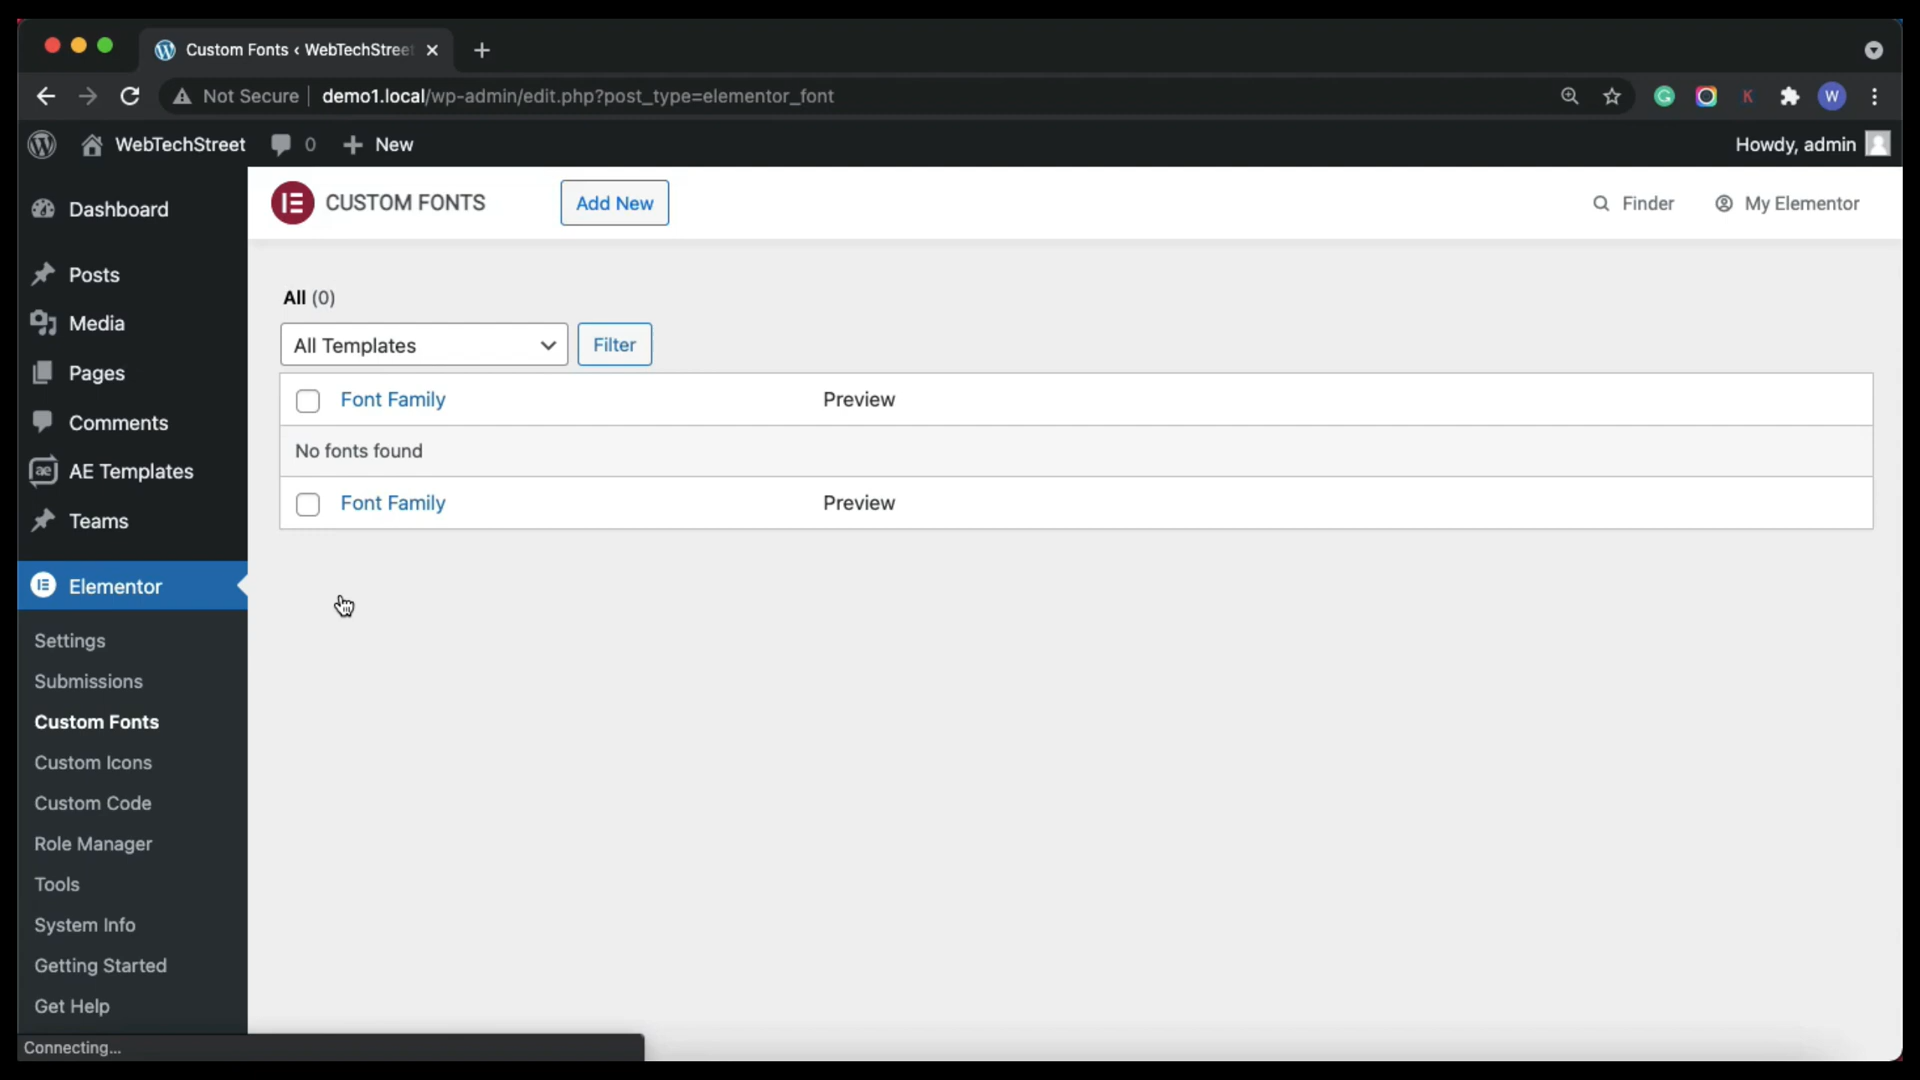 Custom Fonts ‹ WebTechStreet
Not Secure
demo1.local/wp-admin/edit.php?post_type=elementor_font
K
W
WebTechStreet
0
New
Howdy, admin
Dashboard
Posts
Media
Pages
Comments
ae
AE Templates
Teams
Elementor
Settings
Submissions
Custom Fonts
Custom Icons
Custom Code
Role Manager
Tools
System Info
Getting Started
Get Help
Connecting...
CUSTOM FONTS
Add New
Finder
My Elementor
All (0)
All Templates
Filter
Font Family
Preview
No fonts found
Font Family
Preview